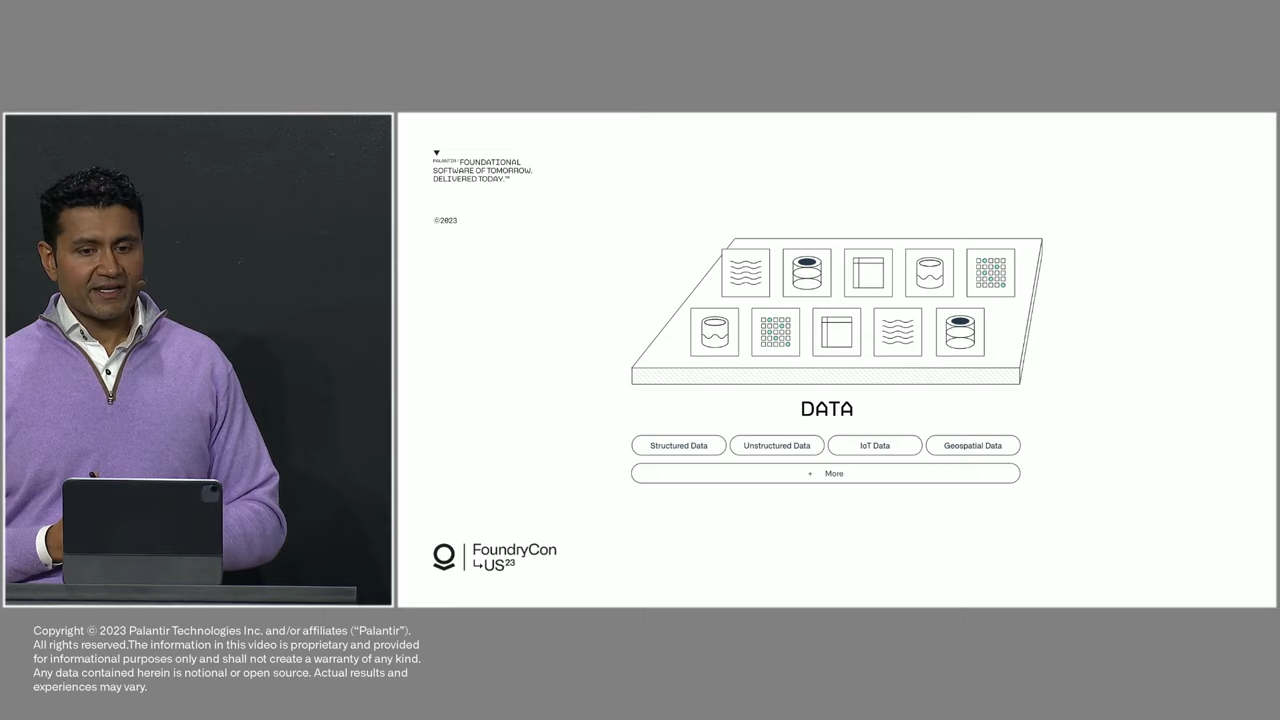 PALANTIR/ FOUNDATIONAL
SOFTWARE OF TOMORROW.
DELIVERED TODAY.™
©2023
DATA
Structured Data
Unstructured Data
IoT Data
Geospatial Data
+ More
FoundryCon
↳US23
Copyright © 2023 Palantir Technologies Inc. and/or affiliates (“Palantir”).
All rights reserved.The information in this video is proprietary and provided
for informational purposes only and shall not create a warranty of any kind.
Any data contained herein is notional or open source. Actual results and
experiences may vary.